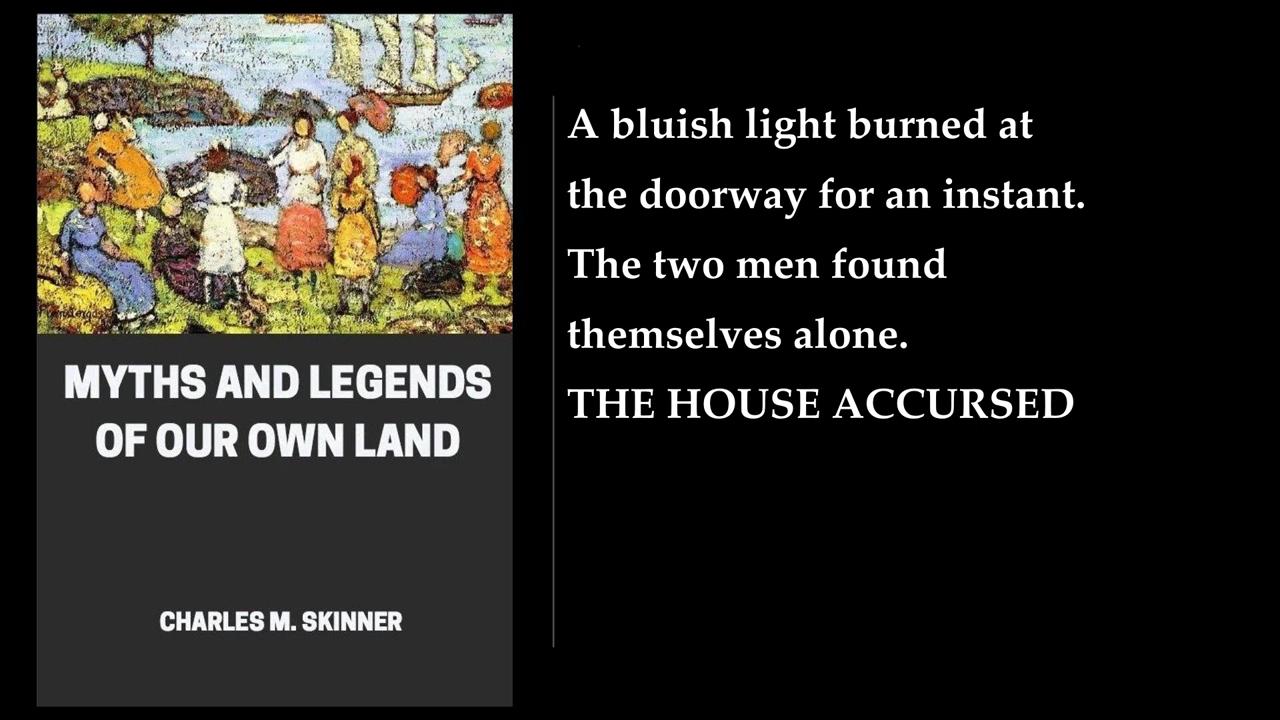 MYTHS AND LEGENDS
OF OUR OWN LAND
CHARLES M. SKINNER
A bluish light burned at
the doorway for an instant.
The two men found
themselves alone.
THE HOUSE ACCURSED